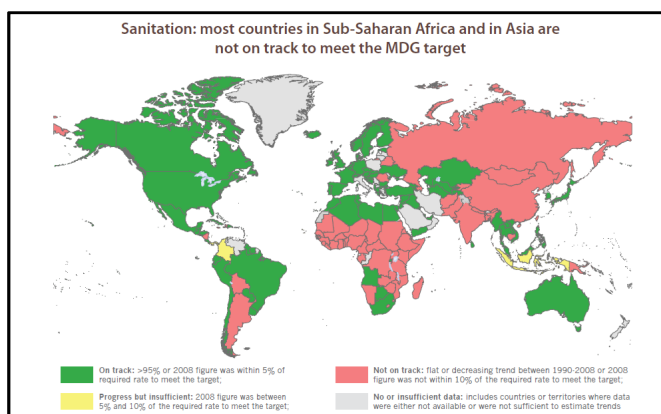 Sanitation: most countries in Sub-Saharan Africa and in Asia are
not on track to meet the MDG target
On track: >95% or 2008 figure was within 5% of
required rate to meet the target;
Progress but insufficient: 2008 figure was between
5% and 10% of the required rate to meet the target;
Not on track: flat or decreasing trend between 1990-2008 or 2008
figure was not within 10% of the required rate to meet the target;
No or insufficient data: includes countries or territories where data
were either not available or were not sufficient to estimate trends